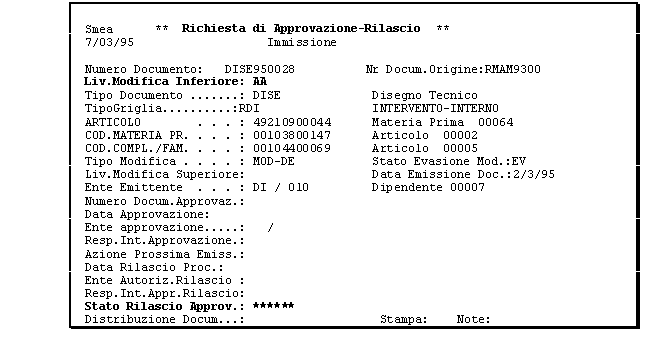 Smea      **  Richiesta di Approvazione-Rilascio  **
7/03/95                    Immissione
Numero Documento:   DISE950028          Nr Docum.Origine:RMAM9300
Liv.Modifica Inferiore: AA
Tipo Documento .......: DISE             Disegno Tecnico
TipoGriglia..........:RDI                INTERVENTO-INTERNO
ARTICOLO        . . . : 49210900044      Materia Prima  00064
COD.MATERIA PR. . . . : 00103800147      Articolo  00002
COD.COMPL./FAM. . . . : 00104400069      Articolo  00005
Tipo Modifica . . . . : MOD-DE           Stato Evasione Mod.:EV
Liv.Modifica Superiore:                  Data Emissione Doc.:2/3/95
Ente Emittente  . . . : DI / 010         Dipendente 00007
Numero Docum.Approvaz.:
Data Approvazione:
Ente approvazione.....:   /
Resp.Int.Approvazione.:
Azione Prossima Emiss.:
Data Rilascio Proc.:
Ente Autoriz.Rilascio :
Resp.Int.Appr.Rilascio:
Stato Rilascio Approv.: ******
Distribuzione Docum...:                   Stampa:    Note: